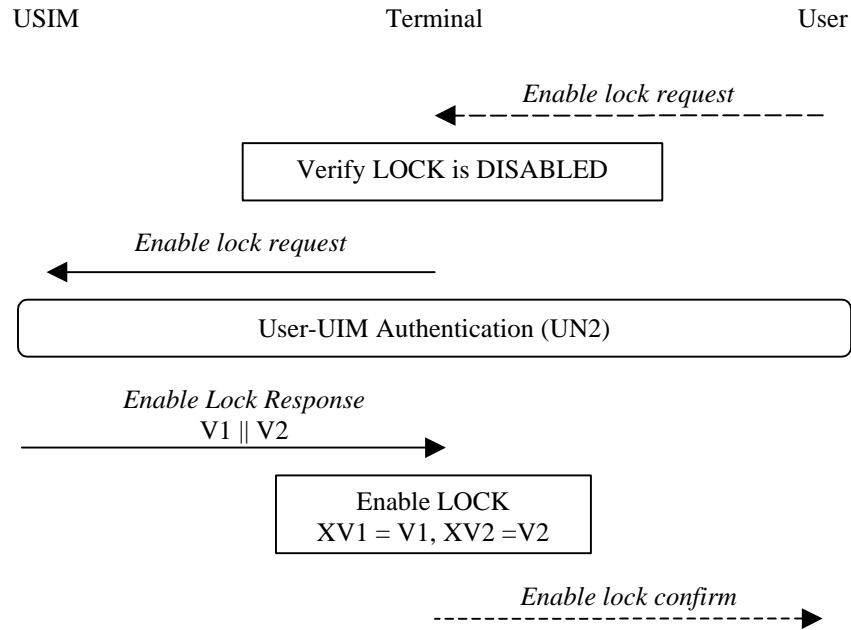 USIM Terminal User
Enable lock request
Verify LOCK is DISABLED
Enable lock request
User-UIM Authentication (UN2)
Enable Lock Response
V1 || V2
Enable LOCK
XV1 = V1, XV2 =V2
Enable lock confirm